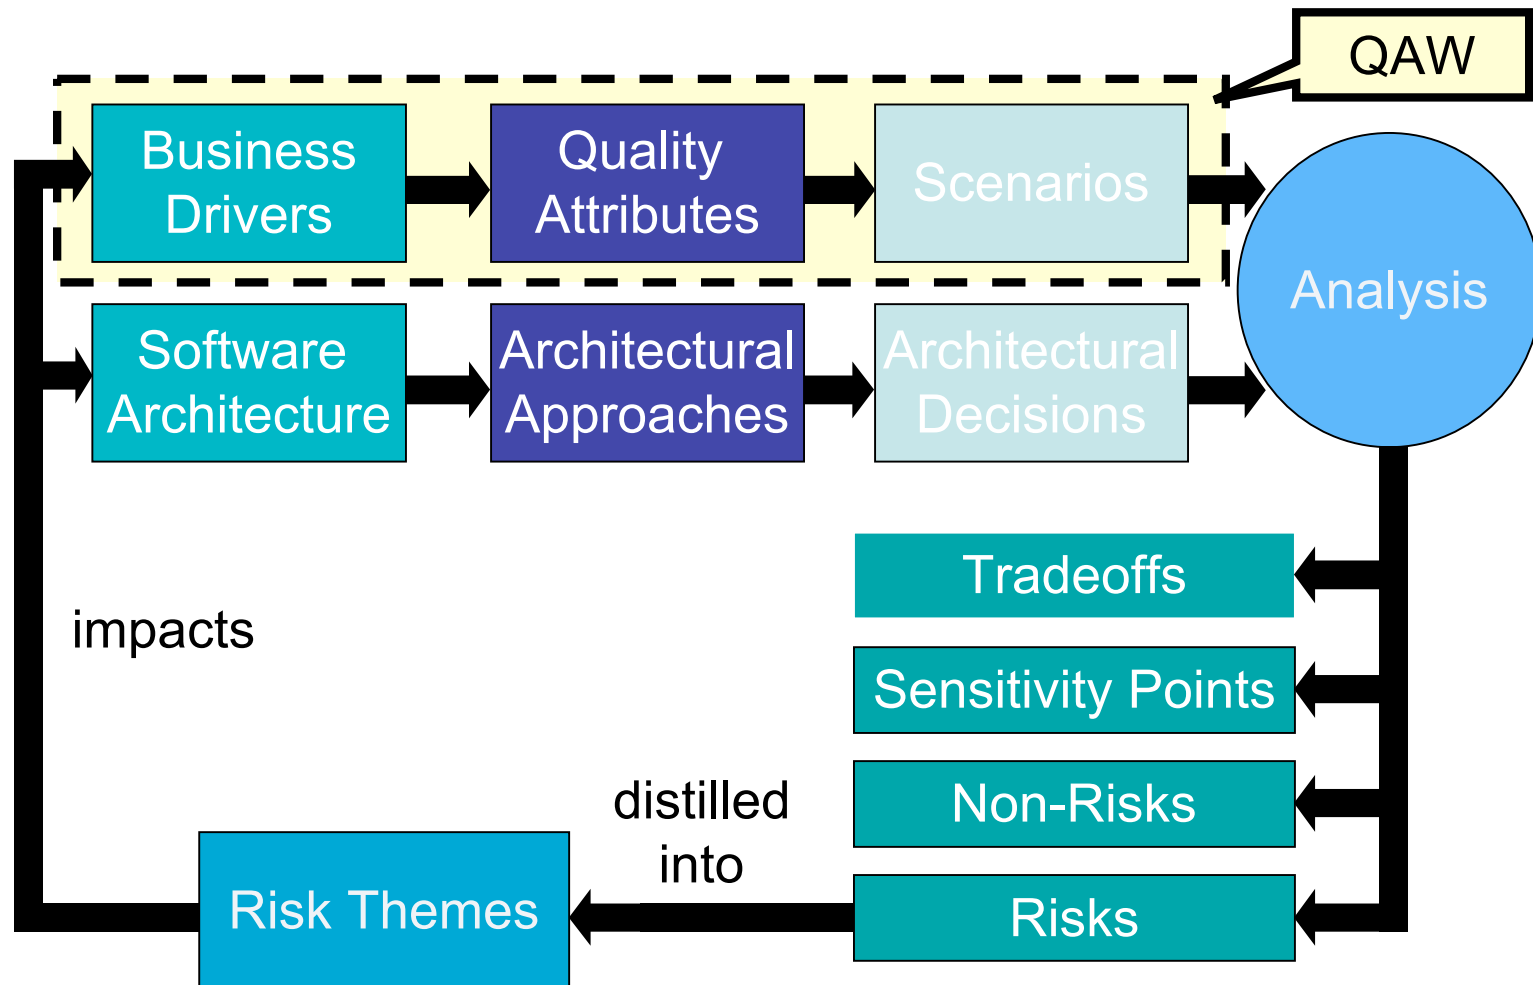 QAW
Business
Drivers
Quality
Attributes
Scenarios
Analysis
Software
Architecture
Architectural
Approaches
Architectural
Decisions
Tradeoffs
impacts
Sensitivity Points
distilled
into
Non-Risks
Risk Themes
Risks